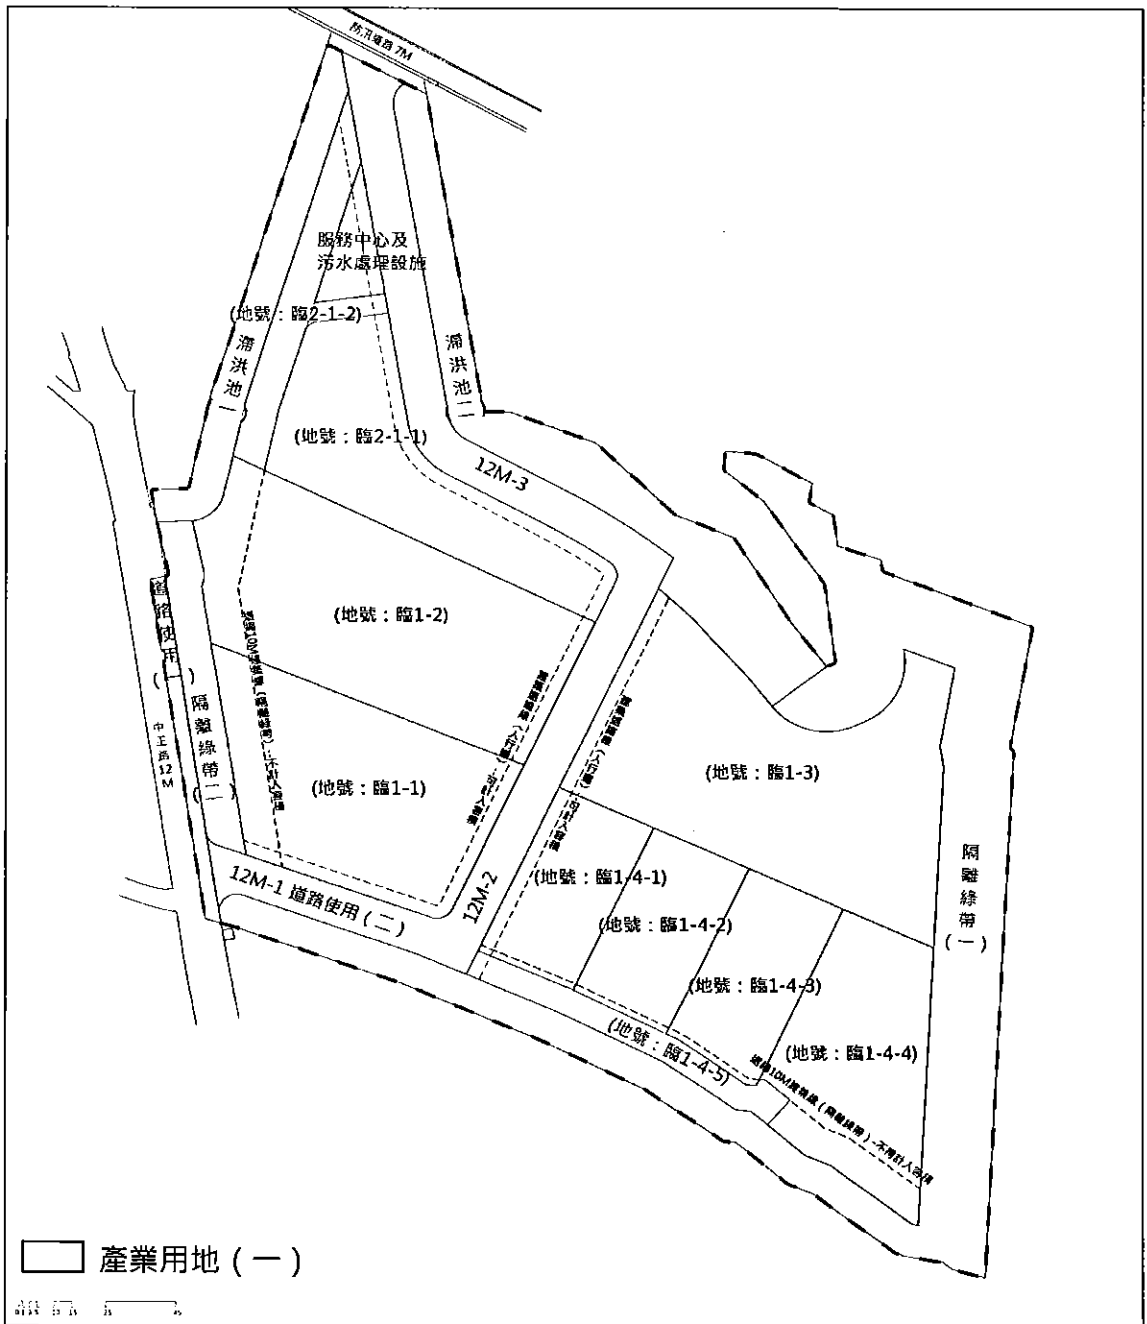 防汛道路 7M
服務中心及
污水處理設施
(地號：臨2-1-2)
滯洪池一
滯洪池二
(地號：臨2-1-1)
12M-3
(地號：臨1-2)
道路使用(一)
隔離綠帶(二)
中正路12M
(地號：臨1-1)
(地號：臨1-3)
12M-1 道路使用(二)
12M-2
(地號：臨1-4-1)
(地號：臨1-4-2)
(地號：臨1-4-3)
(地號：臨1-4-4)
(地號：臨1-4-5)
隔離綠帶(一)
產業用地(一)